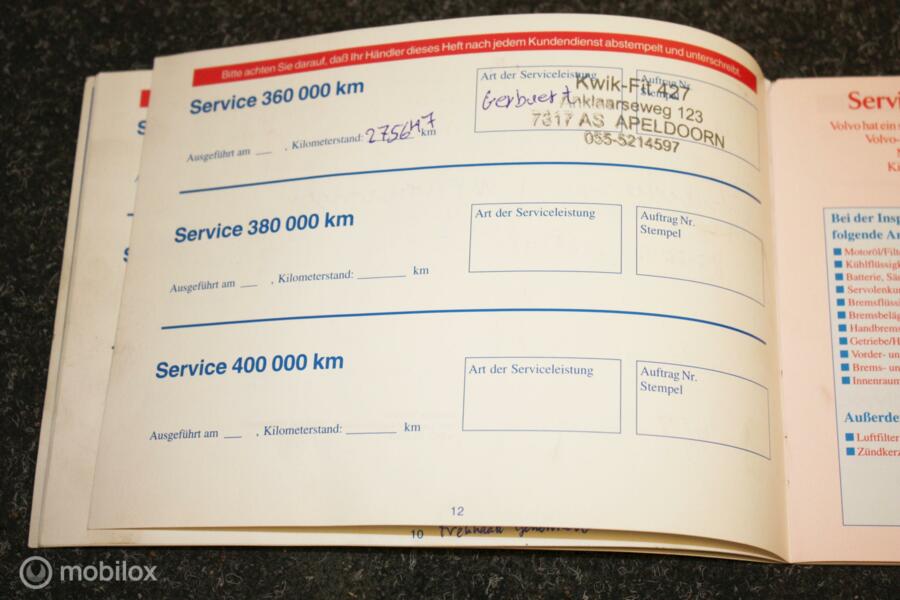 Bitte achten Sie darauf, daß Ihr Händler dieses Heft nach jedem Kundendienst abstempelt und unterschreibt.
Service 360 000 km
Art der Serviceleistung
Auftrag Nr.
Kwik-Fit 427
Anklaarseweg 123
7317 AS APELDOORN
055-5214597
Ausgeführt am , Kilometerstand: 275647 km
Service 380 000 km
Art der Serviceleistung
Auftrag Nr.
Stempel
Ausgeführt am , Kilometerstand: km
Service 400 000 km
Art der Serviceleistung
Auftrag Nr.
Stempel
Ausgeführt am , Kilometerstand: km
12
10
Servi
Volvo hat ein s
Volvo-
Bei der Insp
folgende Ar
Motoröl/Filt
Kühlflüssigk
Batterie, Sä
Servolenku
Bremsflüssi
Bremsbeläg
Handbrems
Getriebe/H
Vorder- un
Brems- un
Innenraum
Außerde
Luftfilter
Zündkerz
mobilox